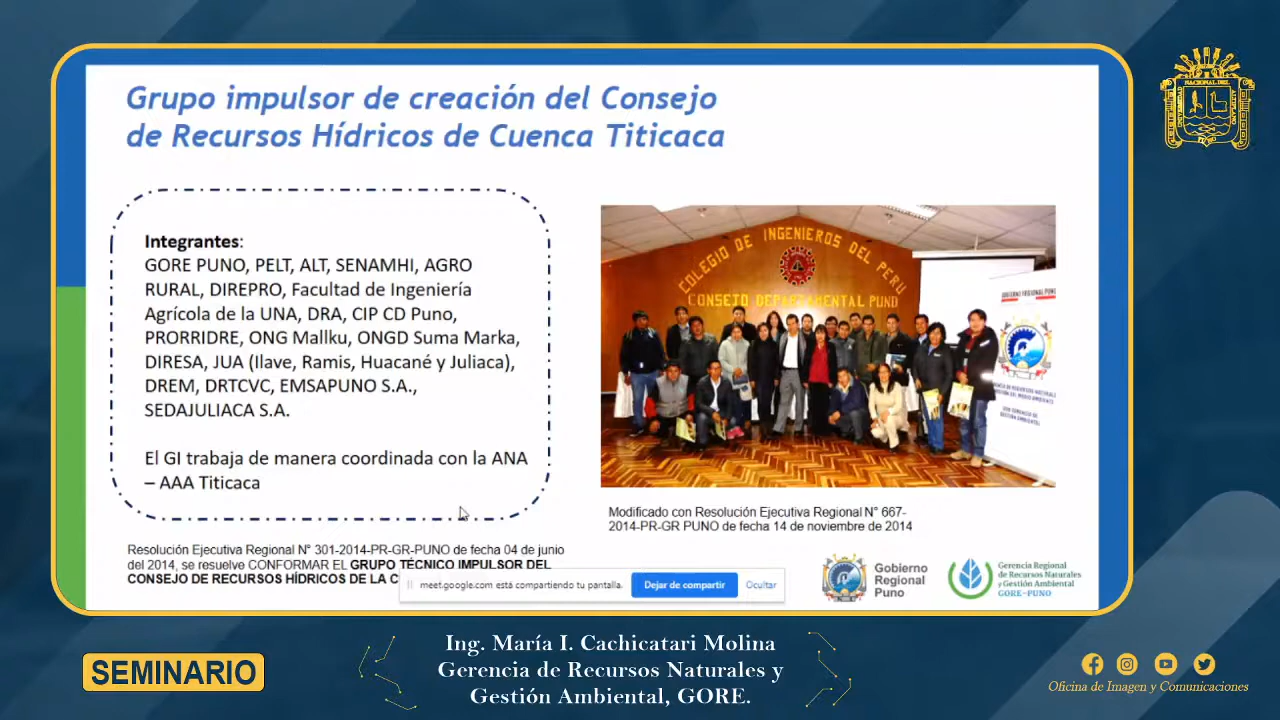 Grupo impulsor de creación del Consejo
de Recursos Hídricos de Cuenca Titicaca
Integrantes:
GORE PUNO, PELT, ALT, SENAMHI, AGRO
RURAL, DIREPRO, Facultad de Ingeniería
Agrícola de la UNA, DRA, CIP CD Puno,
PRORRIDRE, ONG Mallku, ONGD Suma Marka,
DIRESA, JUA (Ilave, Ramis, Huacané y Juliaca),
DREM, DRTCVC, EMSAPUNO S.A.,
SEDAJULIACA S.A.
El GI trabaja de manera coordinada con la ANA
– AAA Titicaca
COLEGIO DE INGENIEROS DEL PERU
CONSEJO DEPARTAMENTAL PUNO
GOBIERNO REGIONAL PUNO
Modificado con Resolución Ejecutiva Regional N° 667-
2014-PR-GR PUNO de fecha 14 de noviembre de 2014
Resolución Ejecutiva Regional N° 301-2014-PR-GR-PUNO de fecha 04 de junio
del 2014, se resuelve CONFORMAR EL GRUPO TÉCNICO IMPULSOR DEL
CONSEJO DE RECURSOS HÍDRICOS DE LA C
meet.google.com está compartiendo tu pantalla. Dejar de compartir Ocultar
Gobierno
Regional
Puno
Gerencia Regional
de Recursos Naturales
y Gestión Ambiental
GORE-PUNO
SEMINARIO
Ing. María I. Cachicatari Molina
Gerencia de Recursos Naturales y
Gestión Ambiental, GORE.
Oficina de Imagen y Comunicaciones